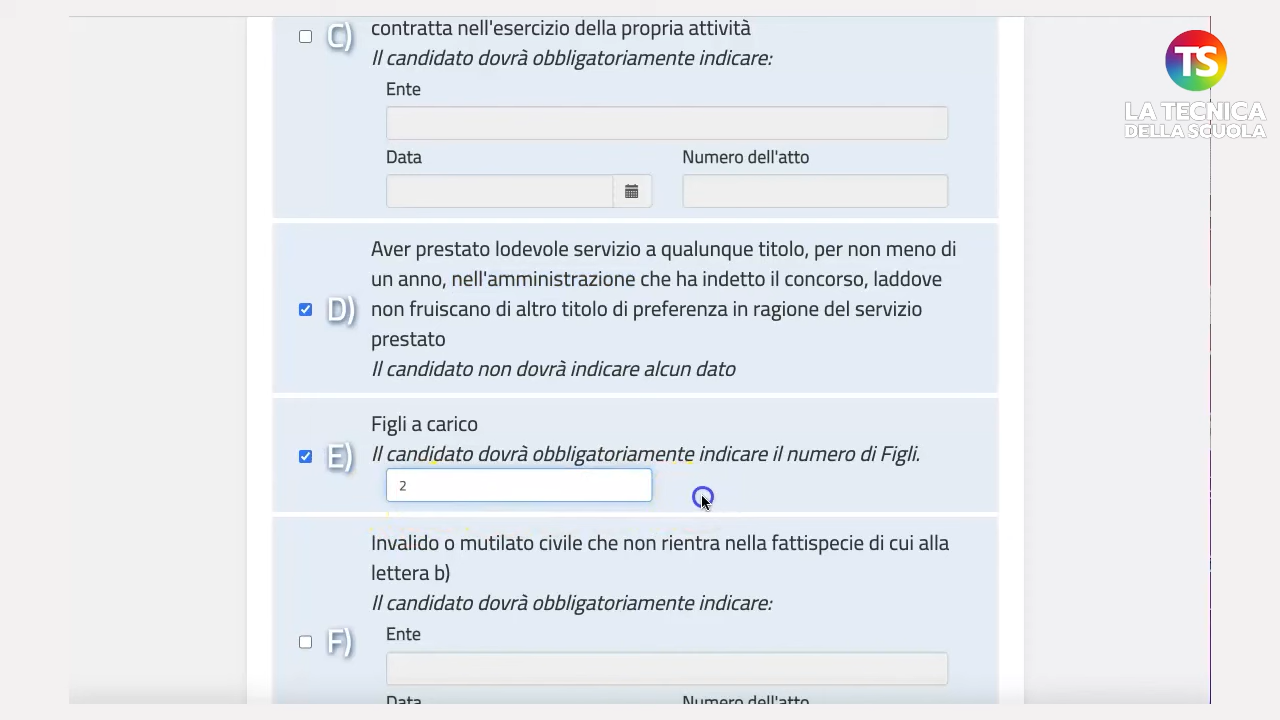 contratta nell'esercizio della propria attività
C)
Il candidato dovrà obbligatoriamente indicare:
Ente
Data
Numero dell'atto
Aver prestato lodevole servizio a qualunque titolo, per non meno di
un anno, nell'amministrazione che ha indetto il concorso, laddove
D)
non fruiscano di altro titolo di preferenza in ragione del servizio
prestato
Il candidato non dovrà indicare alcun dato
Figli a carico
E)
Il candidato dovrà obbligatoriamente indicare il numero di Figli.
2
Invalido o mutilato civile che non rientra nella fattispecie di cui alla
lettera b)
Il candidato dovrà obbligatoriamente indicare:
F)
Ente
Data
Numero dell'atto
TS
LA TECNICA
DELLA SCUOLA